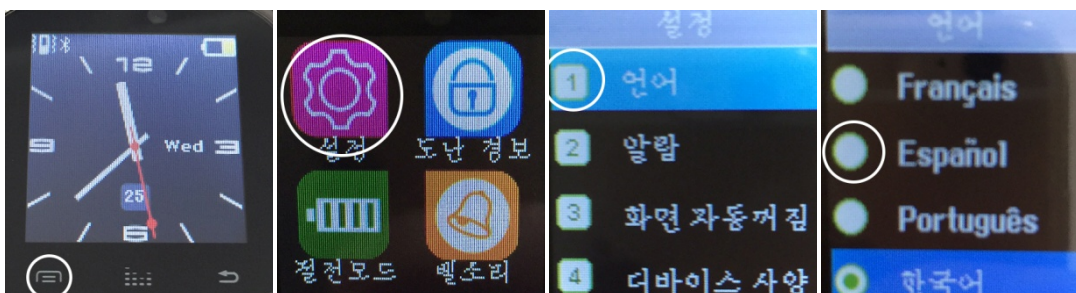 12
9
Wed 3
25
6
설정
도난 경보
절전모드
벨소리
설정
1 언어
2 알람
3 화면 자동꺼짐
4 디바이스 사양
언어
Français
Español
Português
한국어